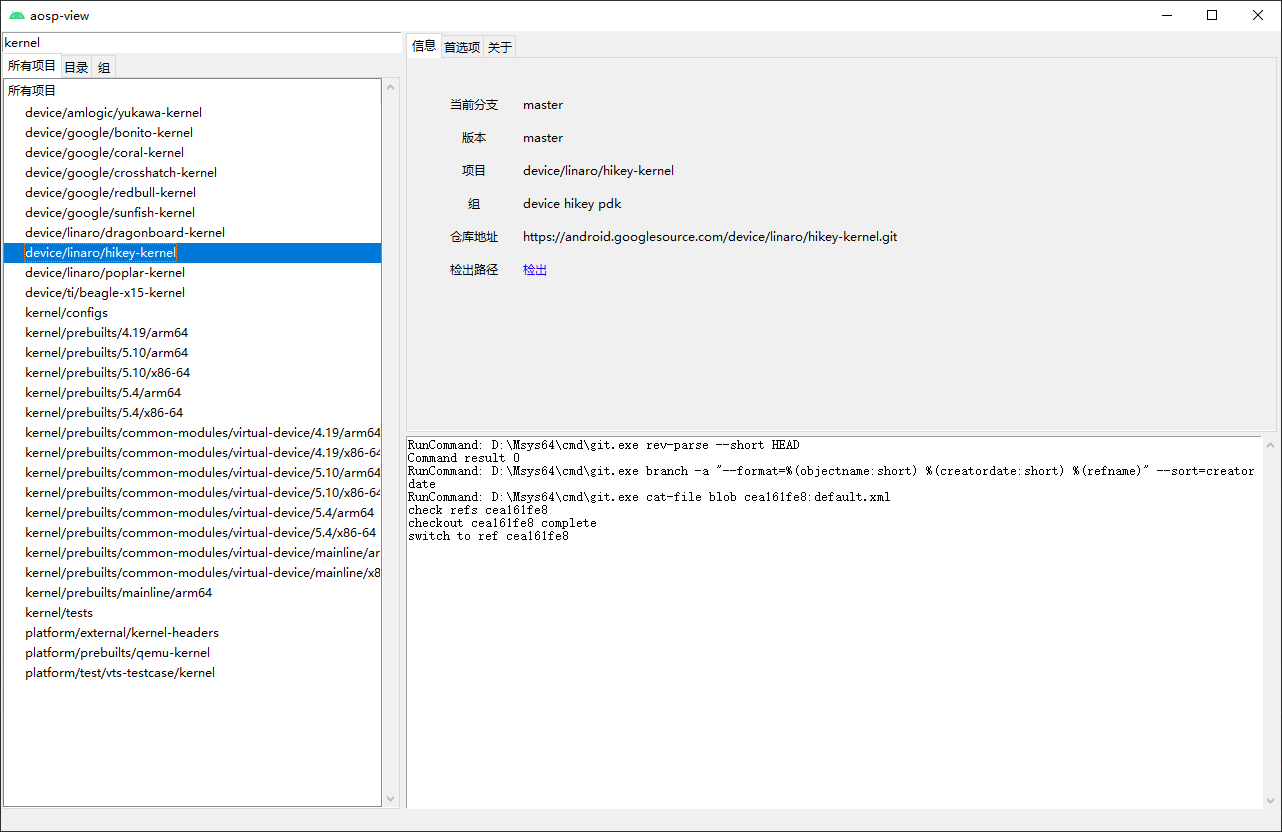 aosp-view
kernel
所有项目 目录 组
所有项目
device/amlogic/yukawa-kernel
device/google/bonito-kernel
device/google/coral-kernel
device/google/crosshatch-kernel
device/google/redbull-kernel
device/google/sunfish-kernel
device/linaro/dragonboard-kernel
device/linaro/hikey-kernel
device/linaro/poplar-kernel
device/ti/beagle-x15-kernel
kernel/configs
kernel/prebuilts/4.19/arm64
kernel/prebuilts/5.10/arm64
kernel/prebuilts/5.10/x86-64
kernel/prebuilts/5.4/arm64
kernel/prebuilts/5.4/x86-64
kernel/prebuilts/common-modules/virtual-device/4.19/arm64
kernel/prebuilts/common-modules/virtual-device/4.19/x86-64
kernel/prebuilts/common-modules/virtual-device/5.10/arm64
kernel/prebuilts/common-modules/virtual-device/5.10/x86-64
kernel/prebuilts/common-modules/virtual-device/5.4/arm64
kernel/prebuilts/common-modules/virtual-device/5.4/x86-64
kernel/prebuilts/common-modules/virtual-device/mainline/ar
kernel/prebuilts/common-modules/virtual-device/mainline/x8
kernel/prebuilts/mainline/arm64
kernel/tests
platform/external/kernel-headers
platform/prebuilts/qemu-kernel
platform/test/vts-testcase/kernel
信息 首选项 关于
当前分支 master
版本 master
项目 device/linaro/hikey-kernel
组 device hikey pdk
仓库地址 https://android.googlesource.com/device/linaro/hikey-kernel.git
检出路径 检出
RunCommand: D:\Msys64\cmd\git.exe rev-parse --short HEAD
Command result 0
RunCommand: D:\Msys64\cmd\git.exe branch -a "--format=%(objectname:short) %(creatordate:short) %(refname)" --sort=creator
date
RunCommand: D:\Msys64\cmd\git.exe cat-file blob cea161fe8:default.xml
check refs cea161fe8
checkout cea161fe8 complete
switch to ref cea161fe8